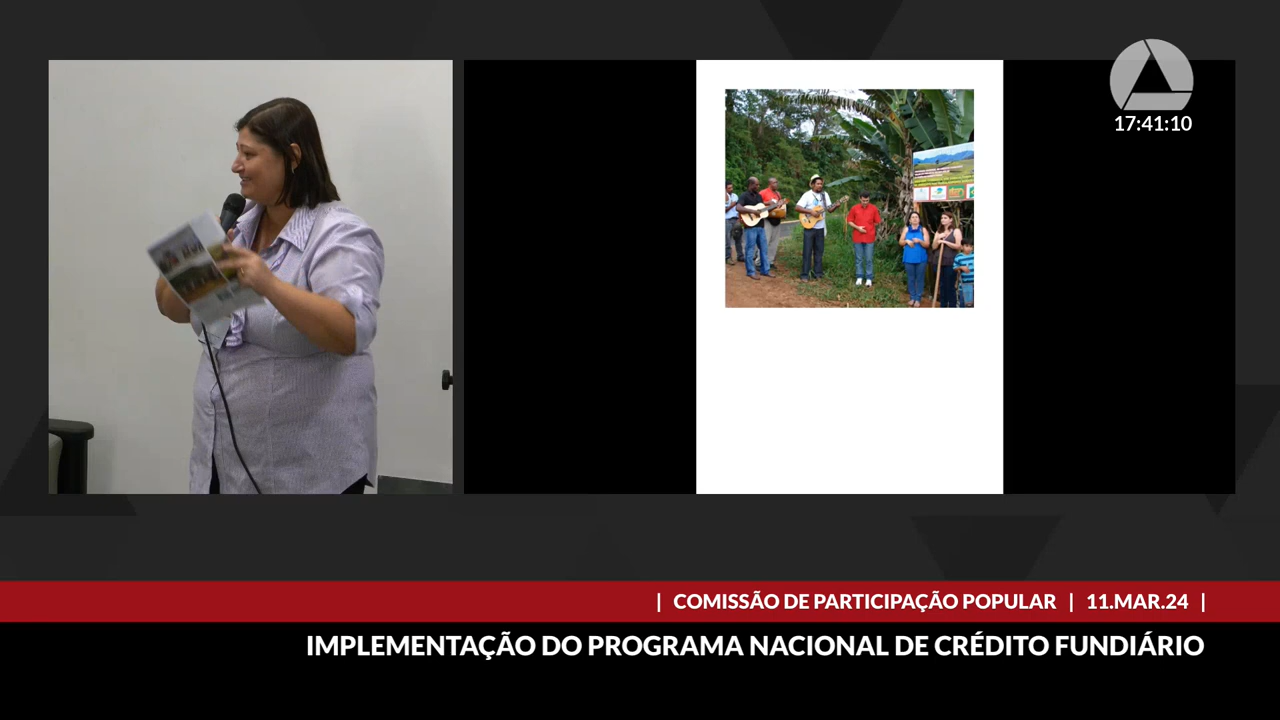 17:41:10
| COMISSÃO DE PARTICIPAÇÃO POPULAR | 11.MAR.24 |
IMPLEMENTAÇÃO DO PROGRAMA NACIONAL DE CRÉDITO FUNDIÁRIO